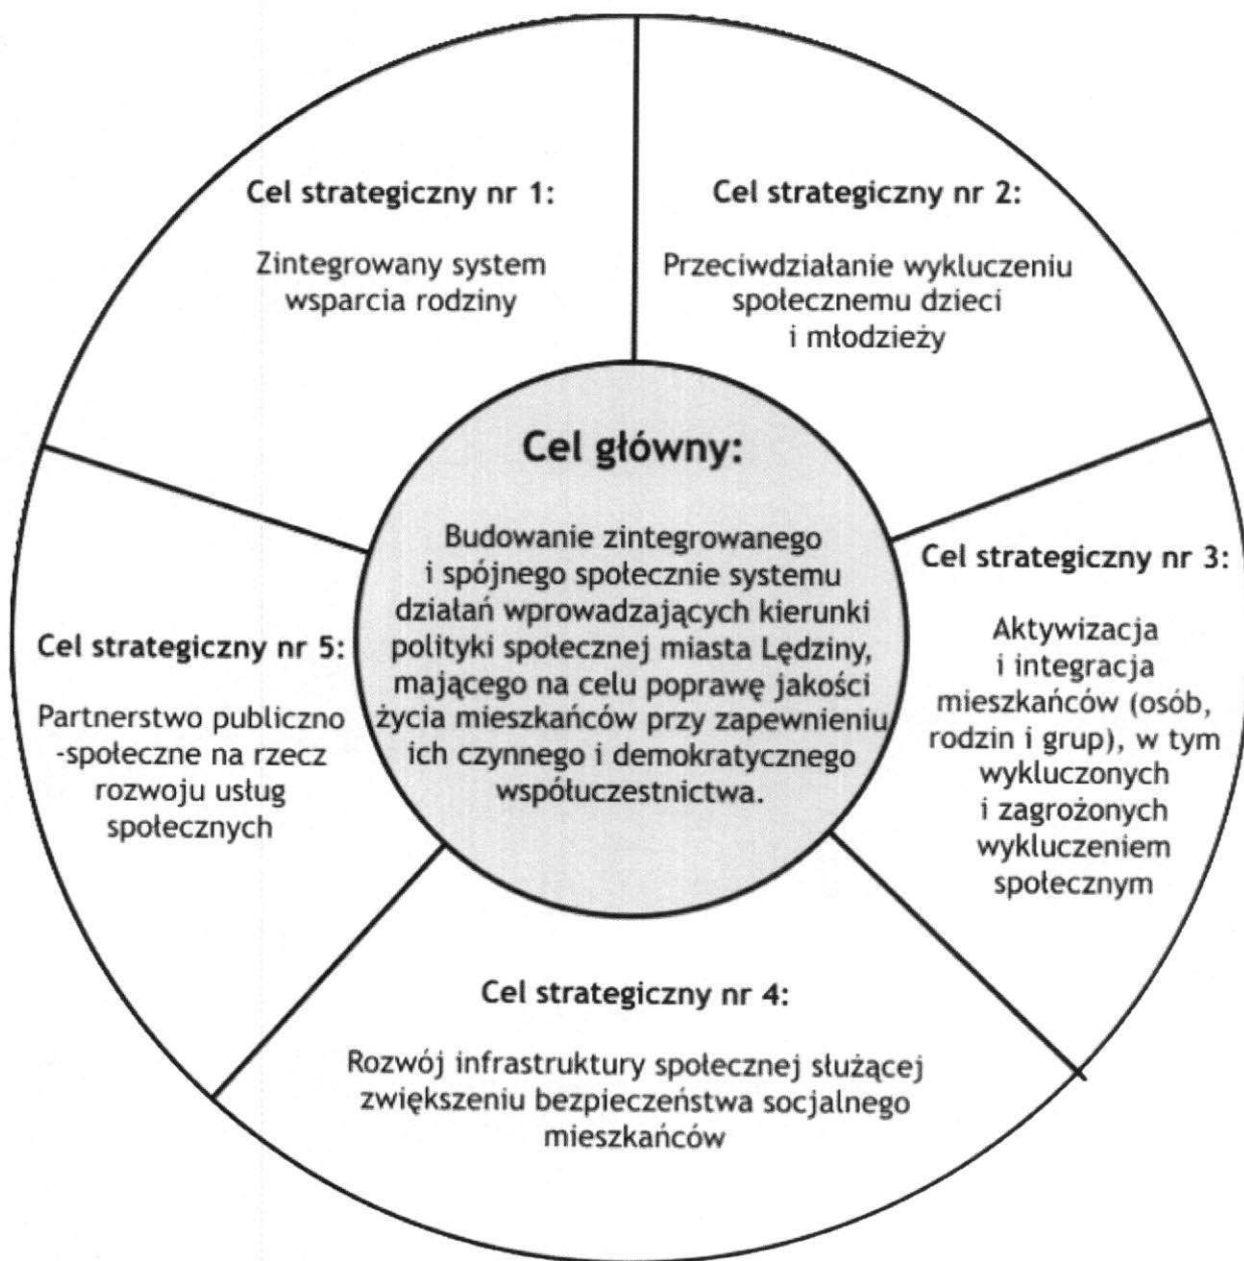 Cel strategiczny nr 1:
Zintegrowany system
wsparcia rodziny
Cel strategiczny nr 2:
Przeciwdziałanie wykluczeniu
społecznemu dzieci
i młodzieży
Cel główny:
Budowanie zintegrowanego
i spójnego społecznie systemu
działań wprowadzających kierunki
polityki społecznej miasta Lędziny,
mającego na celu poprawę jakości
życia mieszkańców przy zapewnieniu
ich czynnego i demokratycznego
współuczestnictwa.
Cel strategiczny nr 3:
Aktywizacja
i integracja
mieszkańców (osób,
rodzin i grup), w tym
wykluczonych
i zagrożonych
wykluczeniem
społecznym
Cel strategiczny nr 4:
Rozwój infrastruktury społecznej służącej
zwiększeniu bezpieczeństwa socjalnego
mieszkańców
Cel strategiczny nr 5:
Partnerstwo publiczno
-społeczne na rzecz
rozwoju usług
społecznych